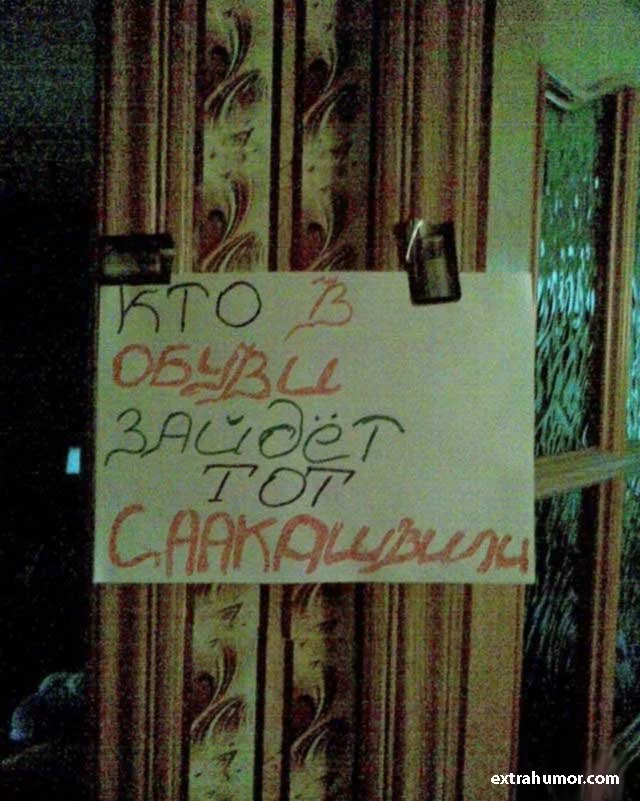 КТО В
ОБУВИ
ЗАЙДЁТ
ТОТ
СААКАШВИЛИ
extrahumor.com